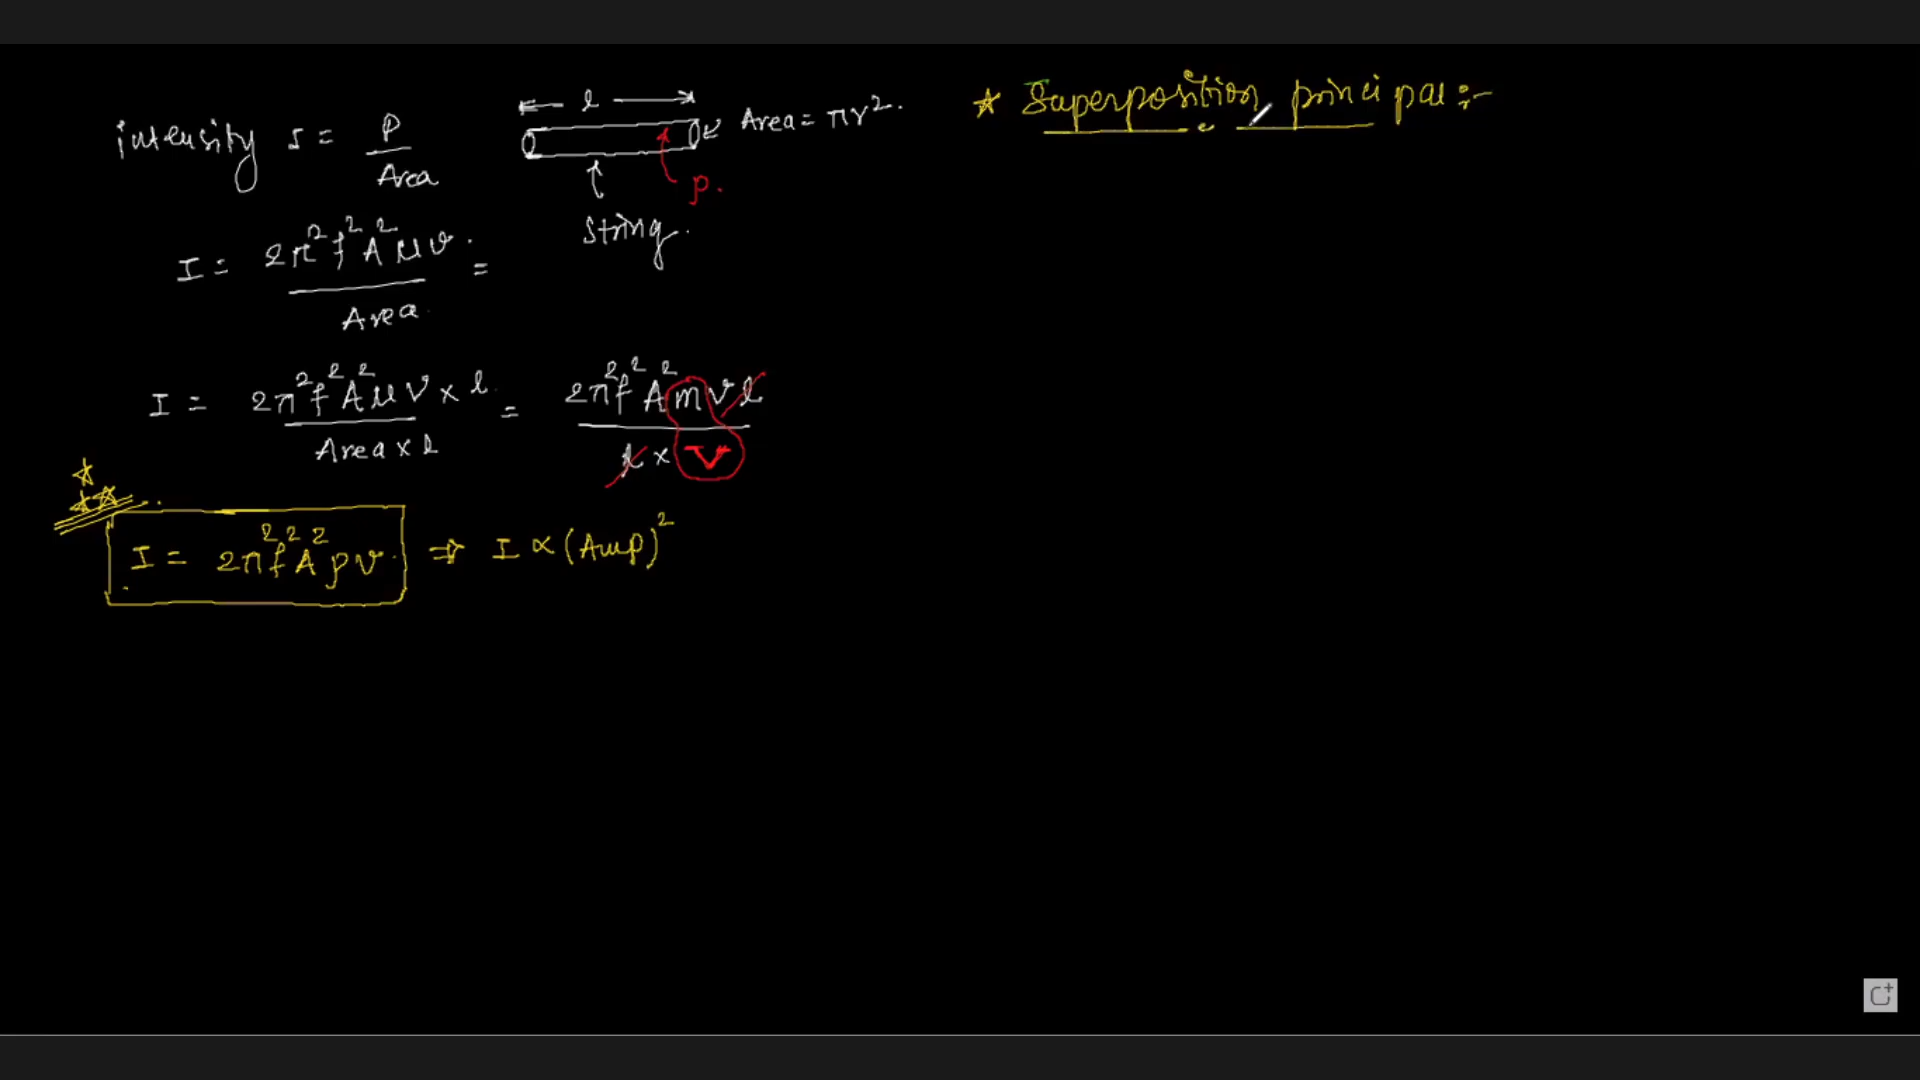 intensity s = P / Area
l
Area = πr².
ρ.
String.
I = 2π²f²A²μv. / Area. =
I = 2π²f²A²μV × l. / Area × l = 2π²f²A²mvl / l × V
I = 2π²f²A²ρv. ⇒ I ∝ (Amp)²
★ Superposition principal :-